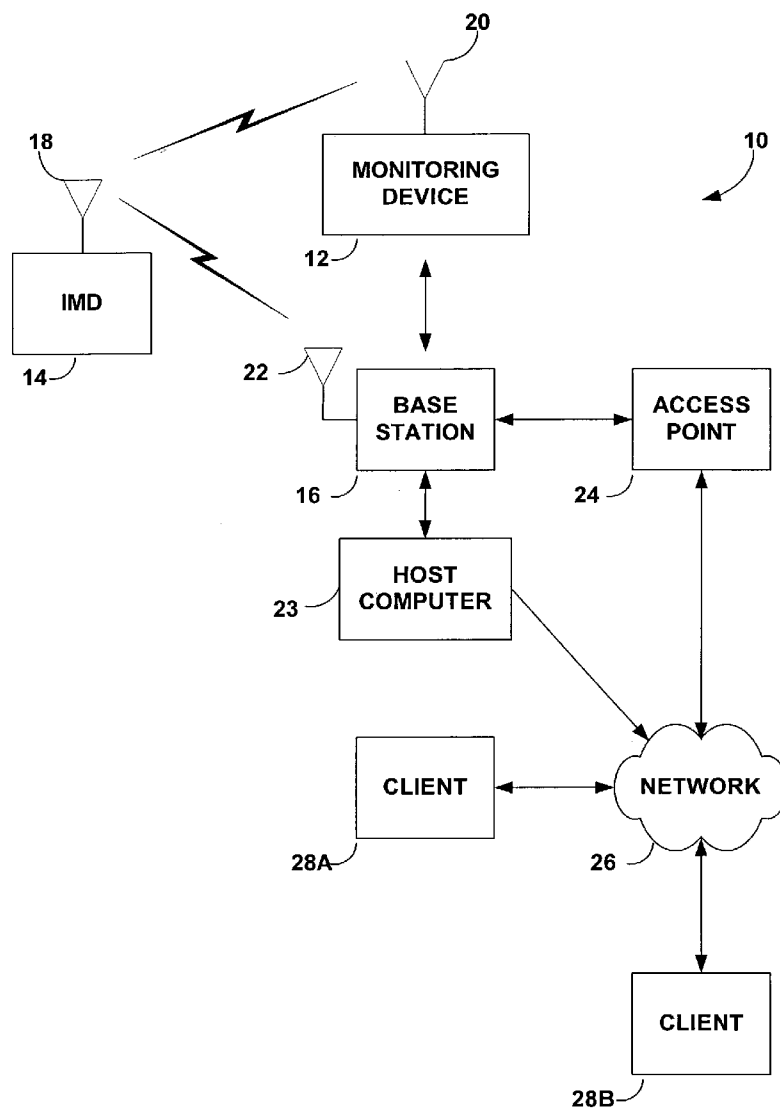 20
18
10
MONITORING
DEVICE
12
IMD
14
22
BASE
STATION
16
ACCESS
POINT
24
HOST
COMPUTER
23
CLIENT
28A
NETWORK
26
CLIENT
28B